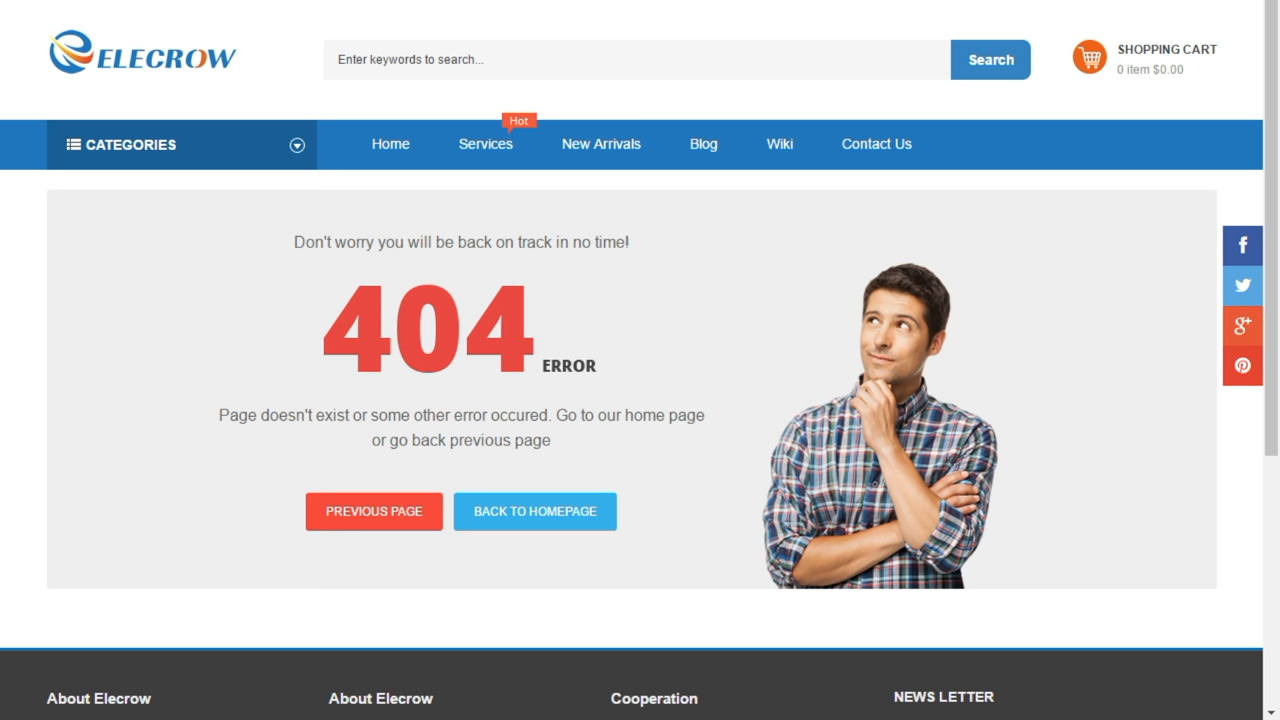 ELECROW
Enter keywords to search...
Search
SHOPPING CART
0 item $0.00
Hot
CATEGORIES
Home
Services
New Arrivals
Blog
Wiki
Contact Us
Don't worry you will be back on track in no time!
404 ERROR
Page doesn't exist or some other error occured. Go to our home page
or go back previous page
PREVIOUS PAGE
BACK TO HOMEPAGE
f
g+
About Elecrow
About Elecrow
Cooperation
NEWS LETTER